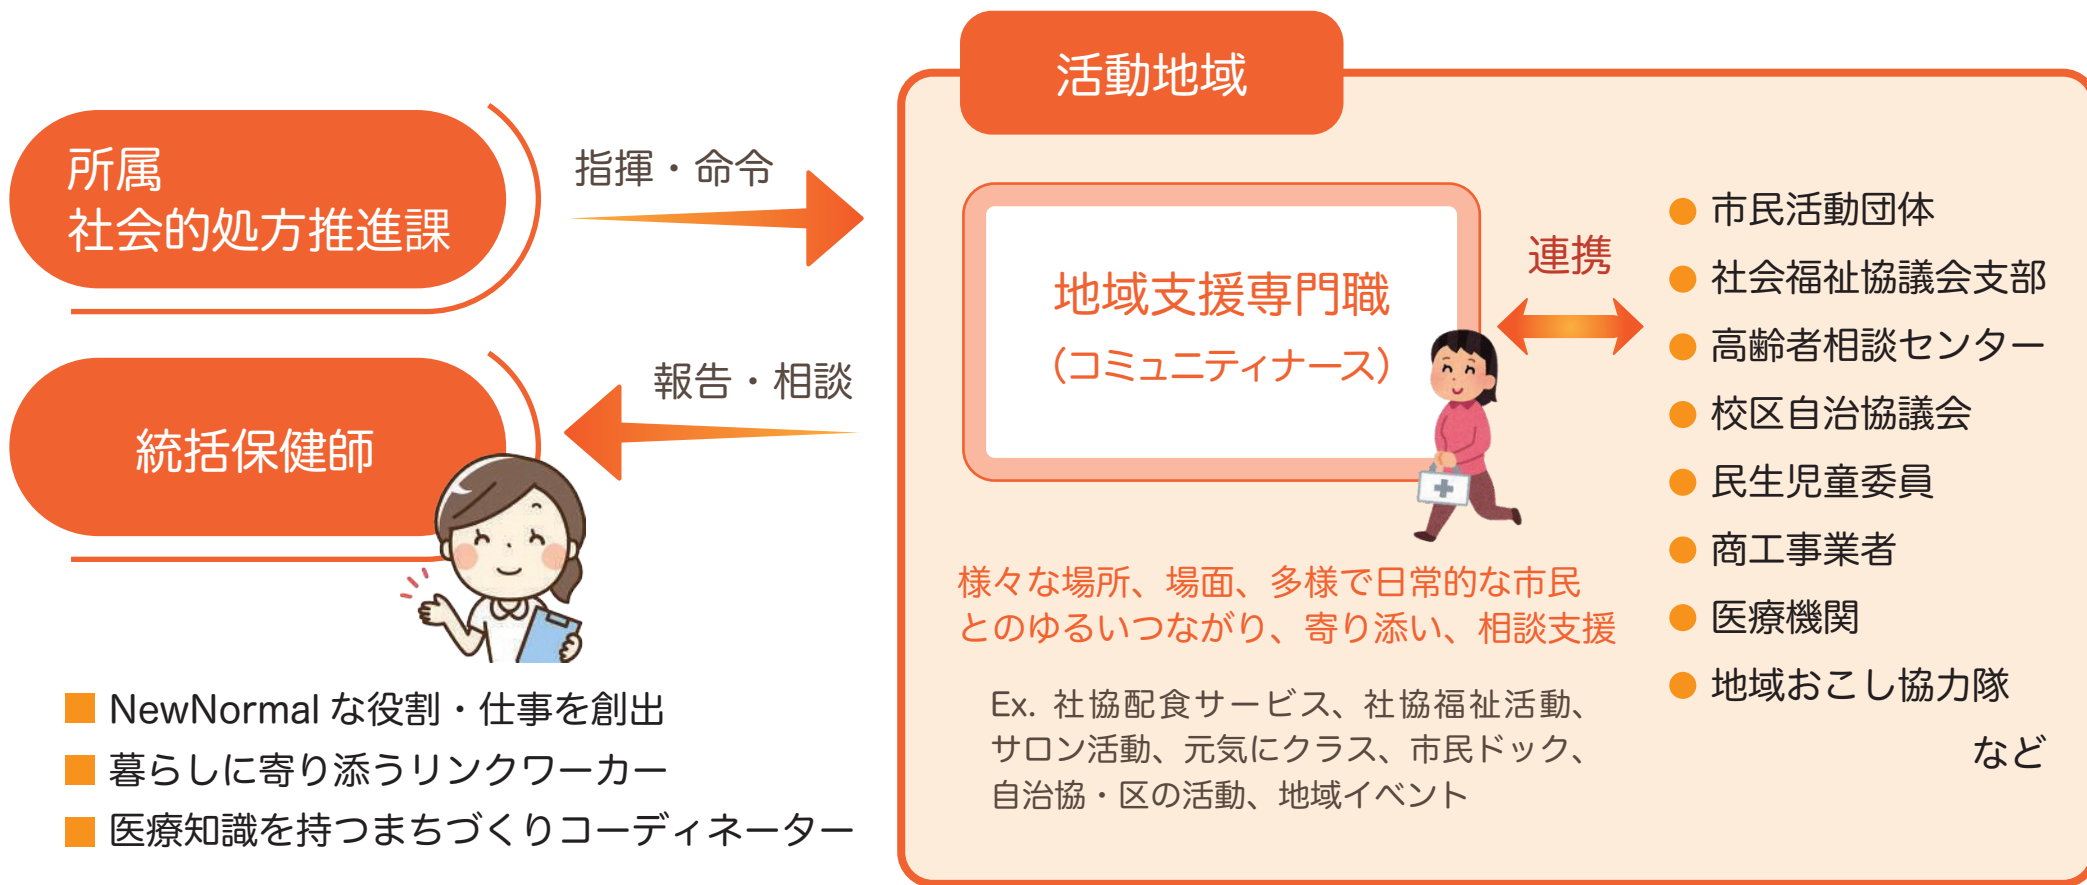 所属
社会的処方推進課
指揮・命令
統括保健師
報告・相談
NewNormal な役割・仕事を創出
暮らしに寄り添うリンクワーカー
医療知識を持つまちづくりコーディネーター
活動地域
地域支援専門職
(コミュニティナース)
連携
様々な場所、場面、多様で日常的な市民
とのゆるいつながり、寄り添い、相談支援
Ex. 社協配食サービス、社協福祉活動、
サロン活動、元気にクラス、市民ドック、
自治協・区の活動、地域イベント
市民活動団体
社会福祉協議会支部
高齢者相談センター
校区自治協議会
民生児童委員
商工事業者
医療機関
地域おこし協力隊
など